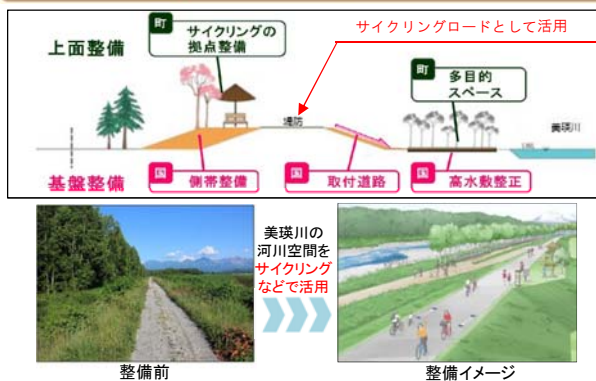 上面整備
町
サイクリングの
拠点整備
サイクリングロードとして活用
町
多目的
スペース
堤防
美瑛川
基盤整備
国
側帯整備
国
取付道路
国
高水敷整正
美瑛川の
河川空間を
サイクリング
などで活用
整備前
整備イメージ